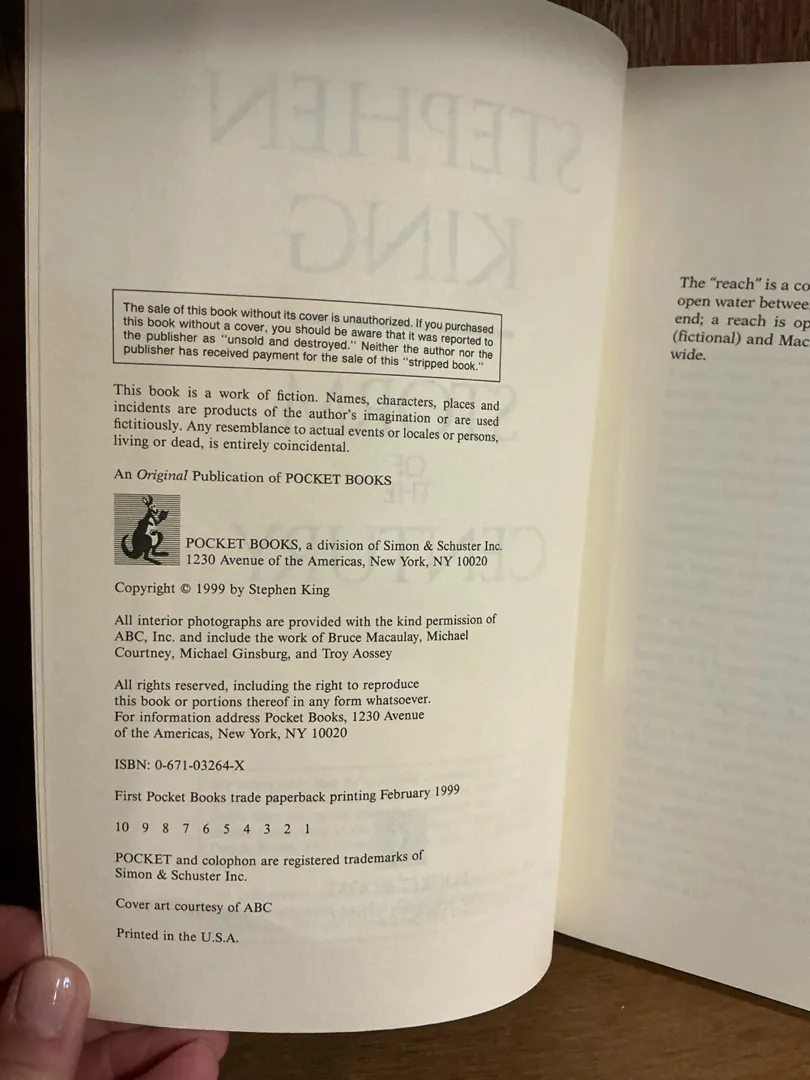 STEPHEN
KING
The sale of this book without its cover is unauthorized. If you purchased
this book without a cover, you should be aware that it was reported to
the publisher as "unsold and destroyed." Neither the author nor the
publisher has received payment for the sale of this "stripped book."
This book is a work of fiction. Names, characters, places and
incidents are products of the author's imagination or are used
fictitiously. Any resemblance to actual events or locales or persons,
living or dead, is entirely coincidental.
An Original Publication of POCKET BOOKS
POCKET BOOKS, a division of Simon & Schuster Inc.
1230 Avenue of the Americas, New York, NY 10020
Copyright © 1999 by Stephen King
All interior photographs are provided with the kind permission of
ABC, Inc. and include the work of Bruce Macaulay, Michael
Courtney, Michael Ginsburg, and Troy Aossey
All rights reserved, including the right to reproduce
this book or portions thereof in any form whatsoever.
For information address Pocket Books, 1230 Avenue
of the Americas, New York, NY 10020
ISBN: 0-671-03264-X
First Pocket Books trade paperback printing February 1999
10 9 8 7 6 5 4 3 2 1
POCKET and colophon are registered trademarks of
Simon & Schuster Inc.
Cover art courtesy of ABC
Printed in the U.S.A.
The "reach" is a co
open water betwee
end; a reach is op
(fictional) and Mac
wide.